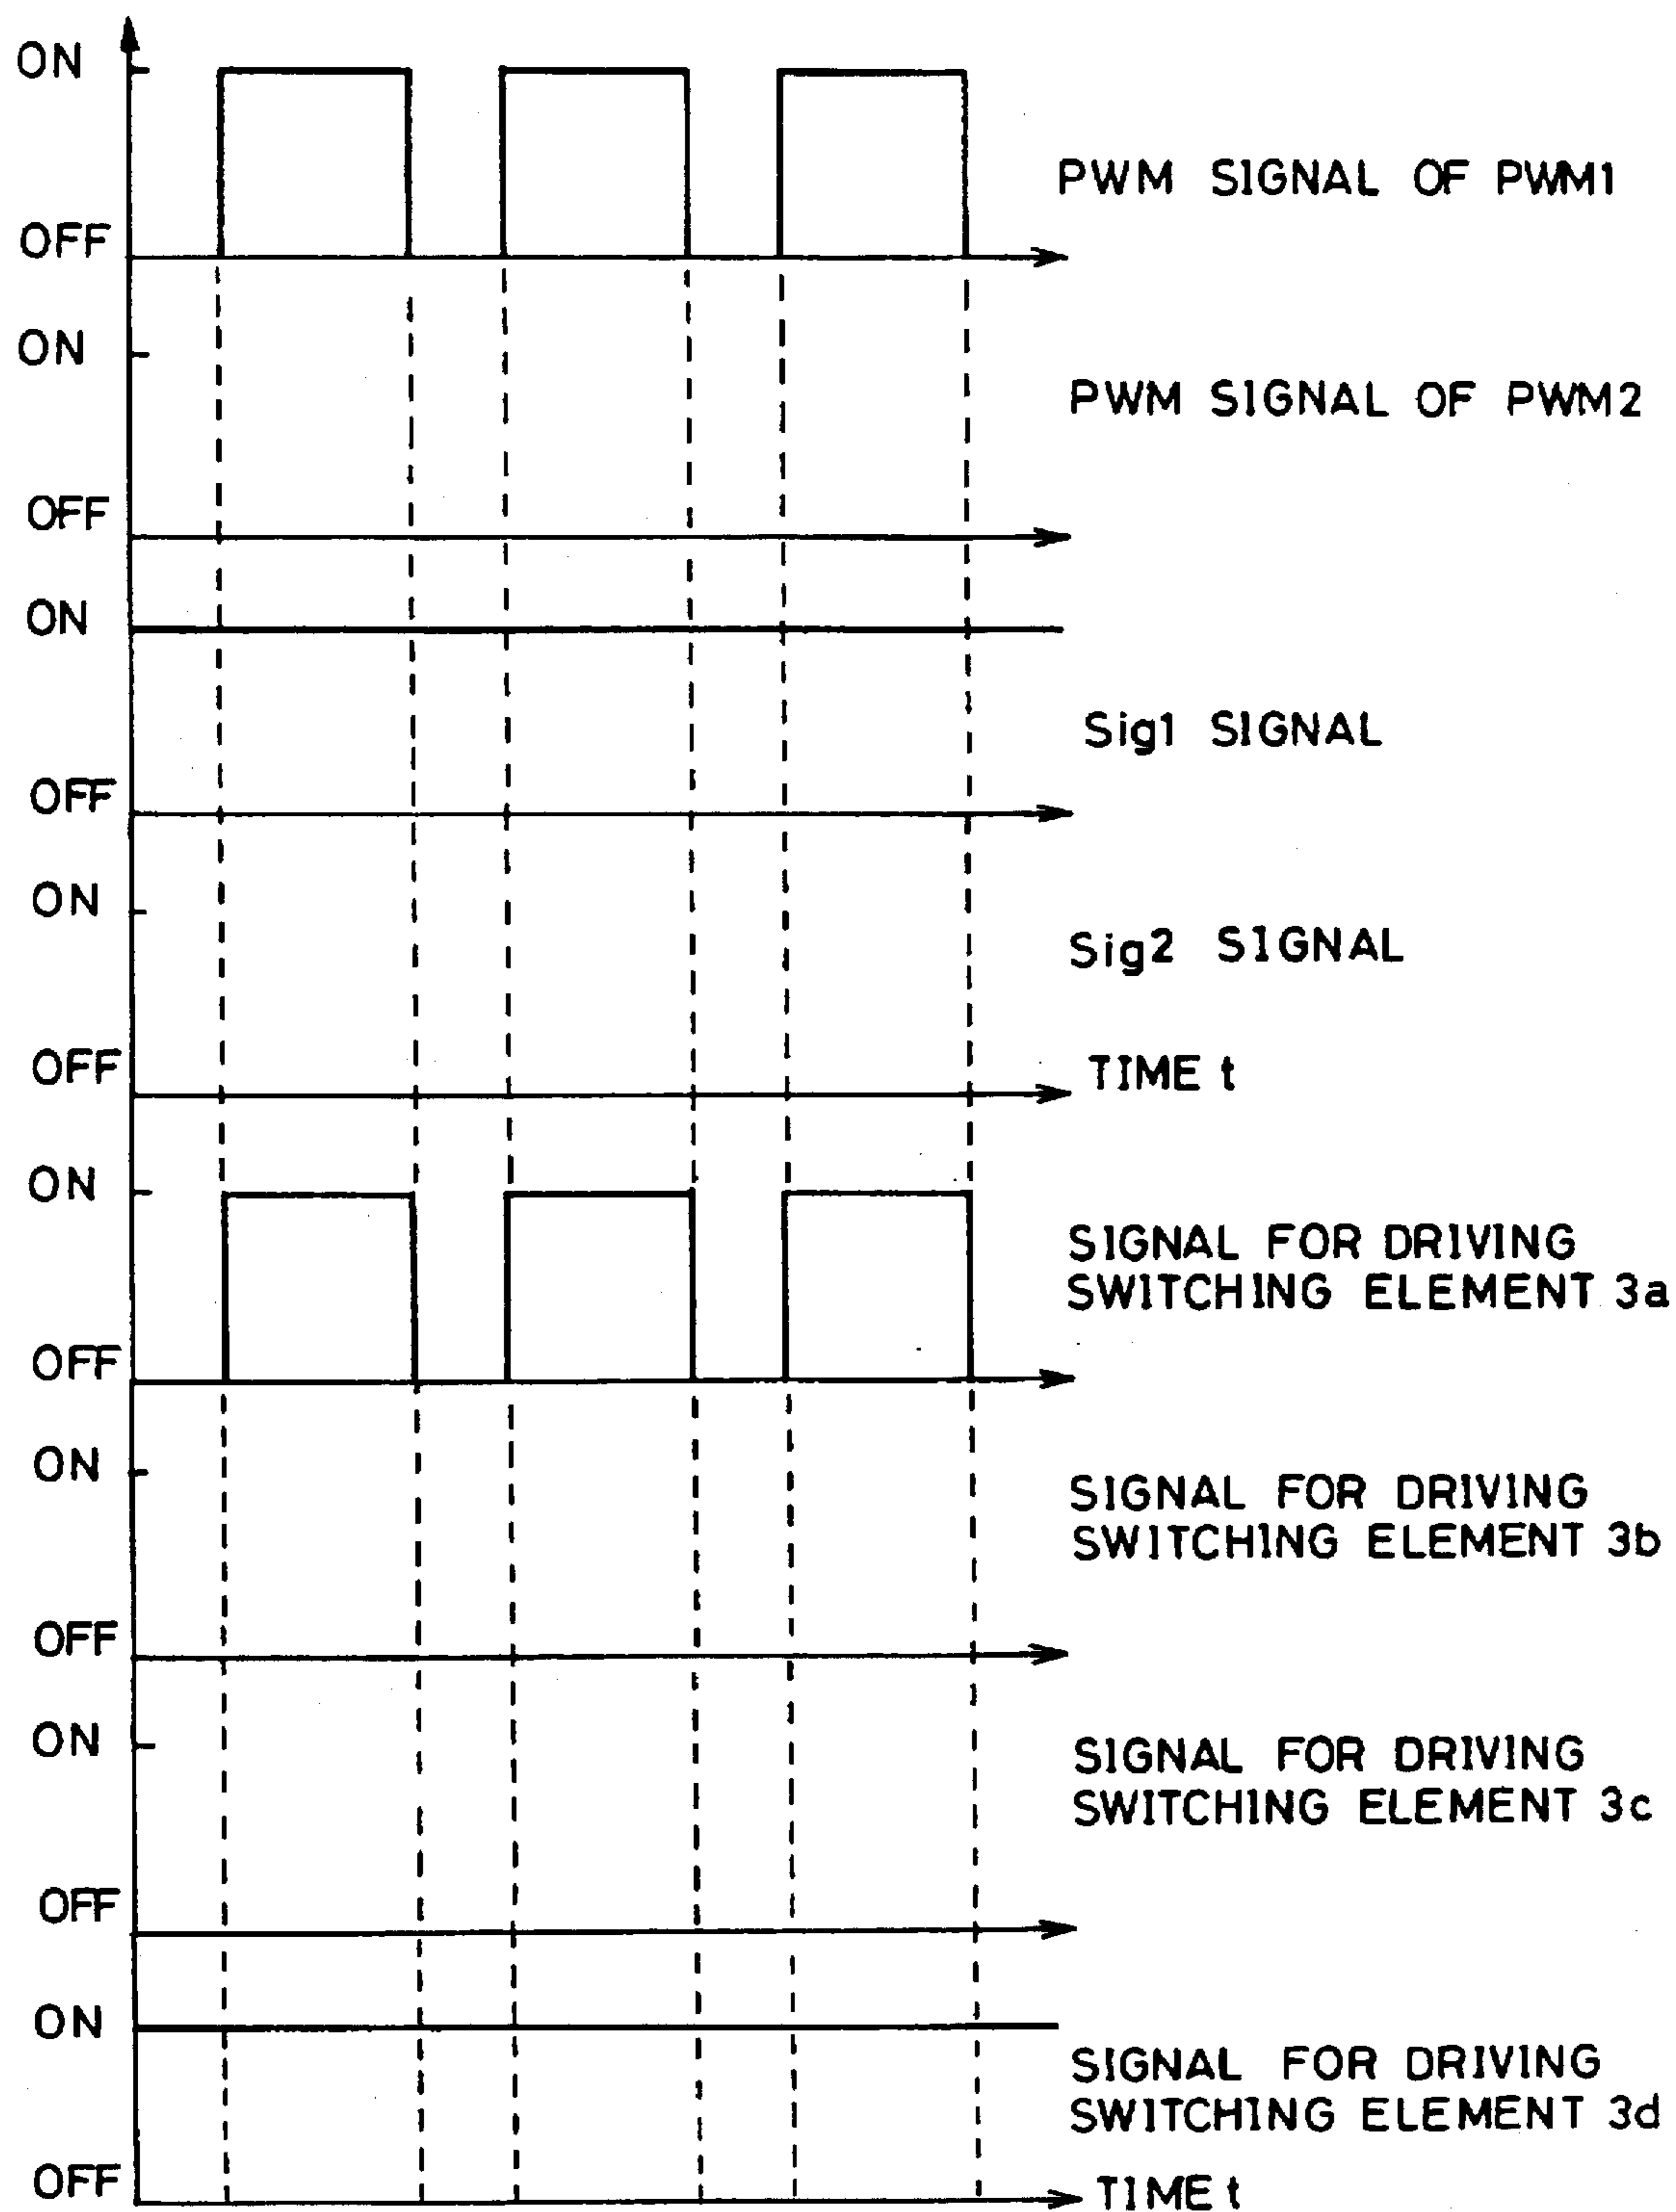 ON
PWM SIGNAL OF PWM1
OFF
ON
PWM SIGNAL OF PWM2
OFF
ON
Sig1 SIGNAL
OFF
ON
Sig2 SIGNAL
OFF
TIME t
ON
SIGNAL FOR DRIVING
SWITCHING ELEMENT 3a
OFF
ON
SIGNAL FOR DRIVING
SWITCHING ELEMENT 3b
OFF
ON
SIGNAL FOR DRIVING
SWITCHING ELEMENT 3c
OFF
ON
SIGNAL FOR DRIVING
SWITCHING ELEMENT 3d
OFF
TIME t